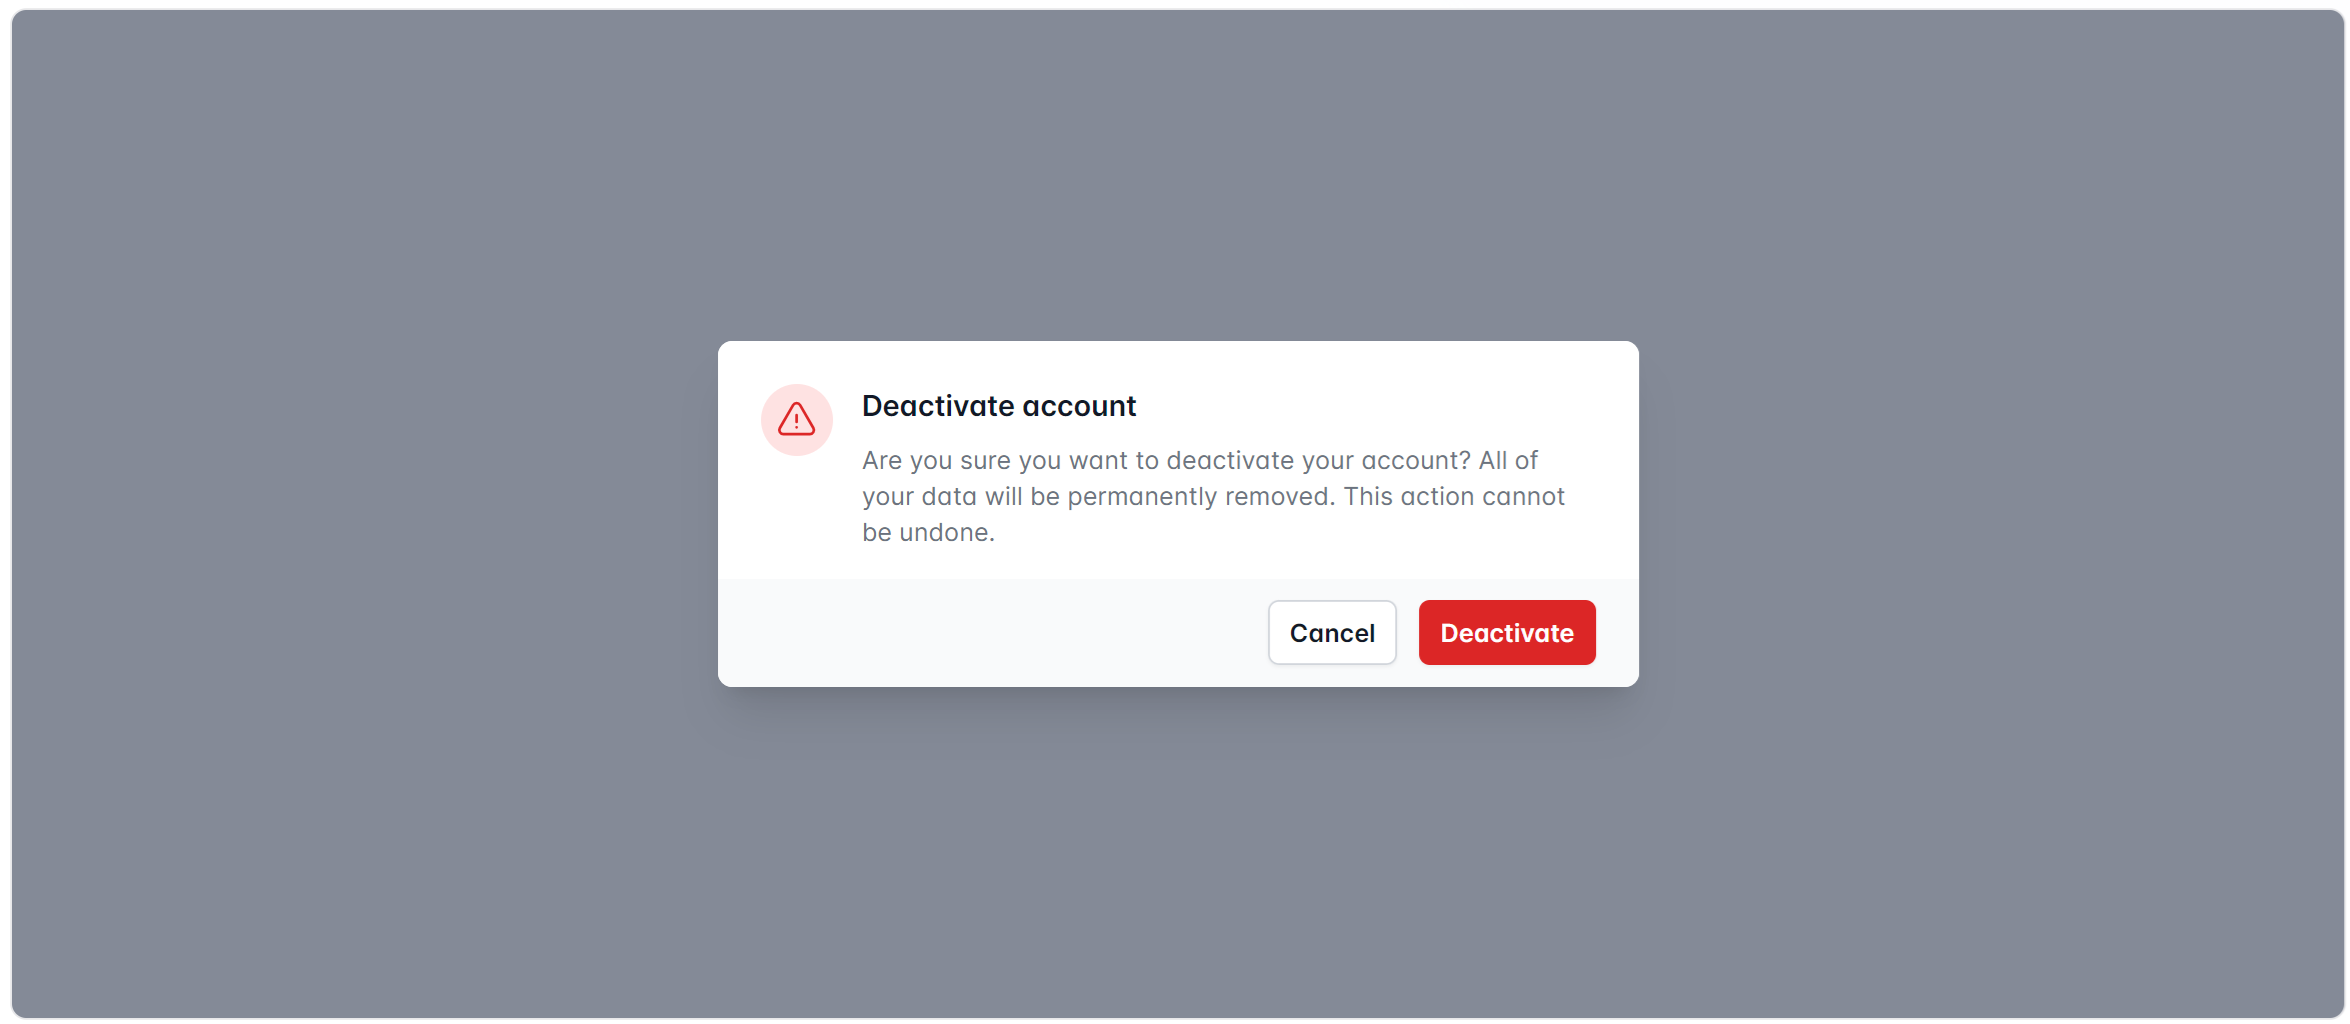 Deactivate account
Are you sure you want to deactivate your account? All of
your data will be permanently removed. This action cannot
be undone.
Cancel
Deactivate